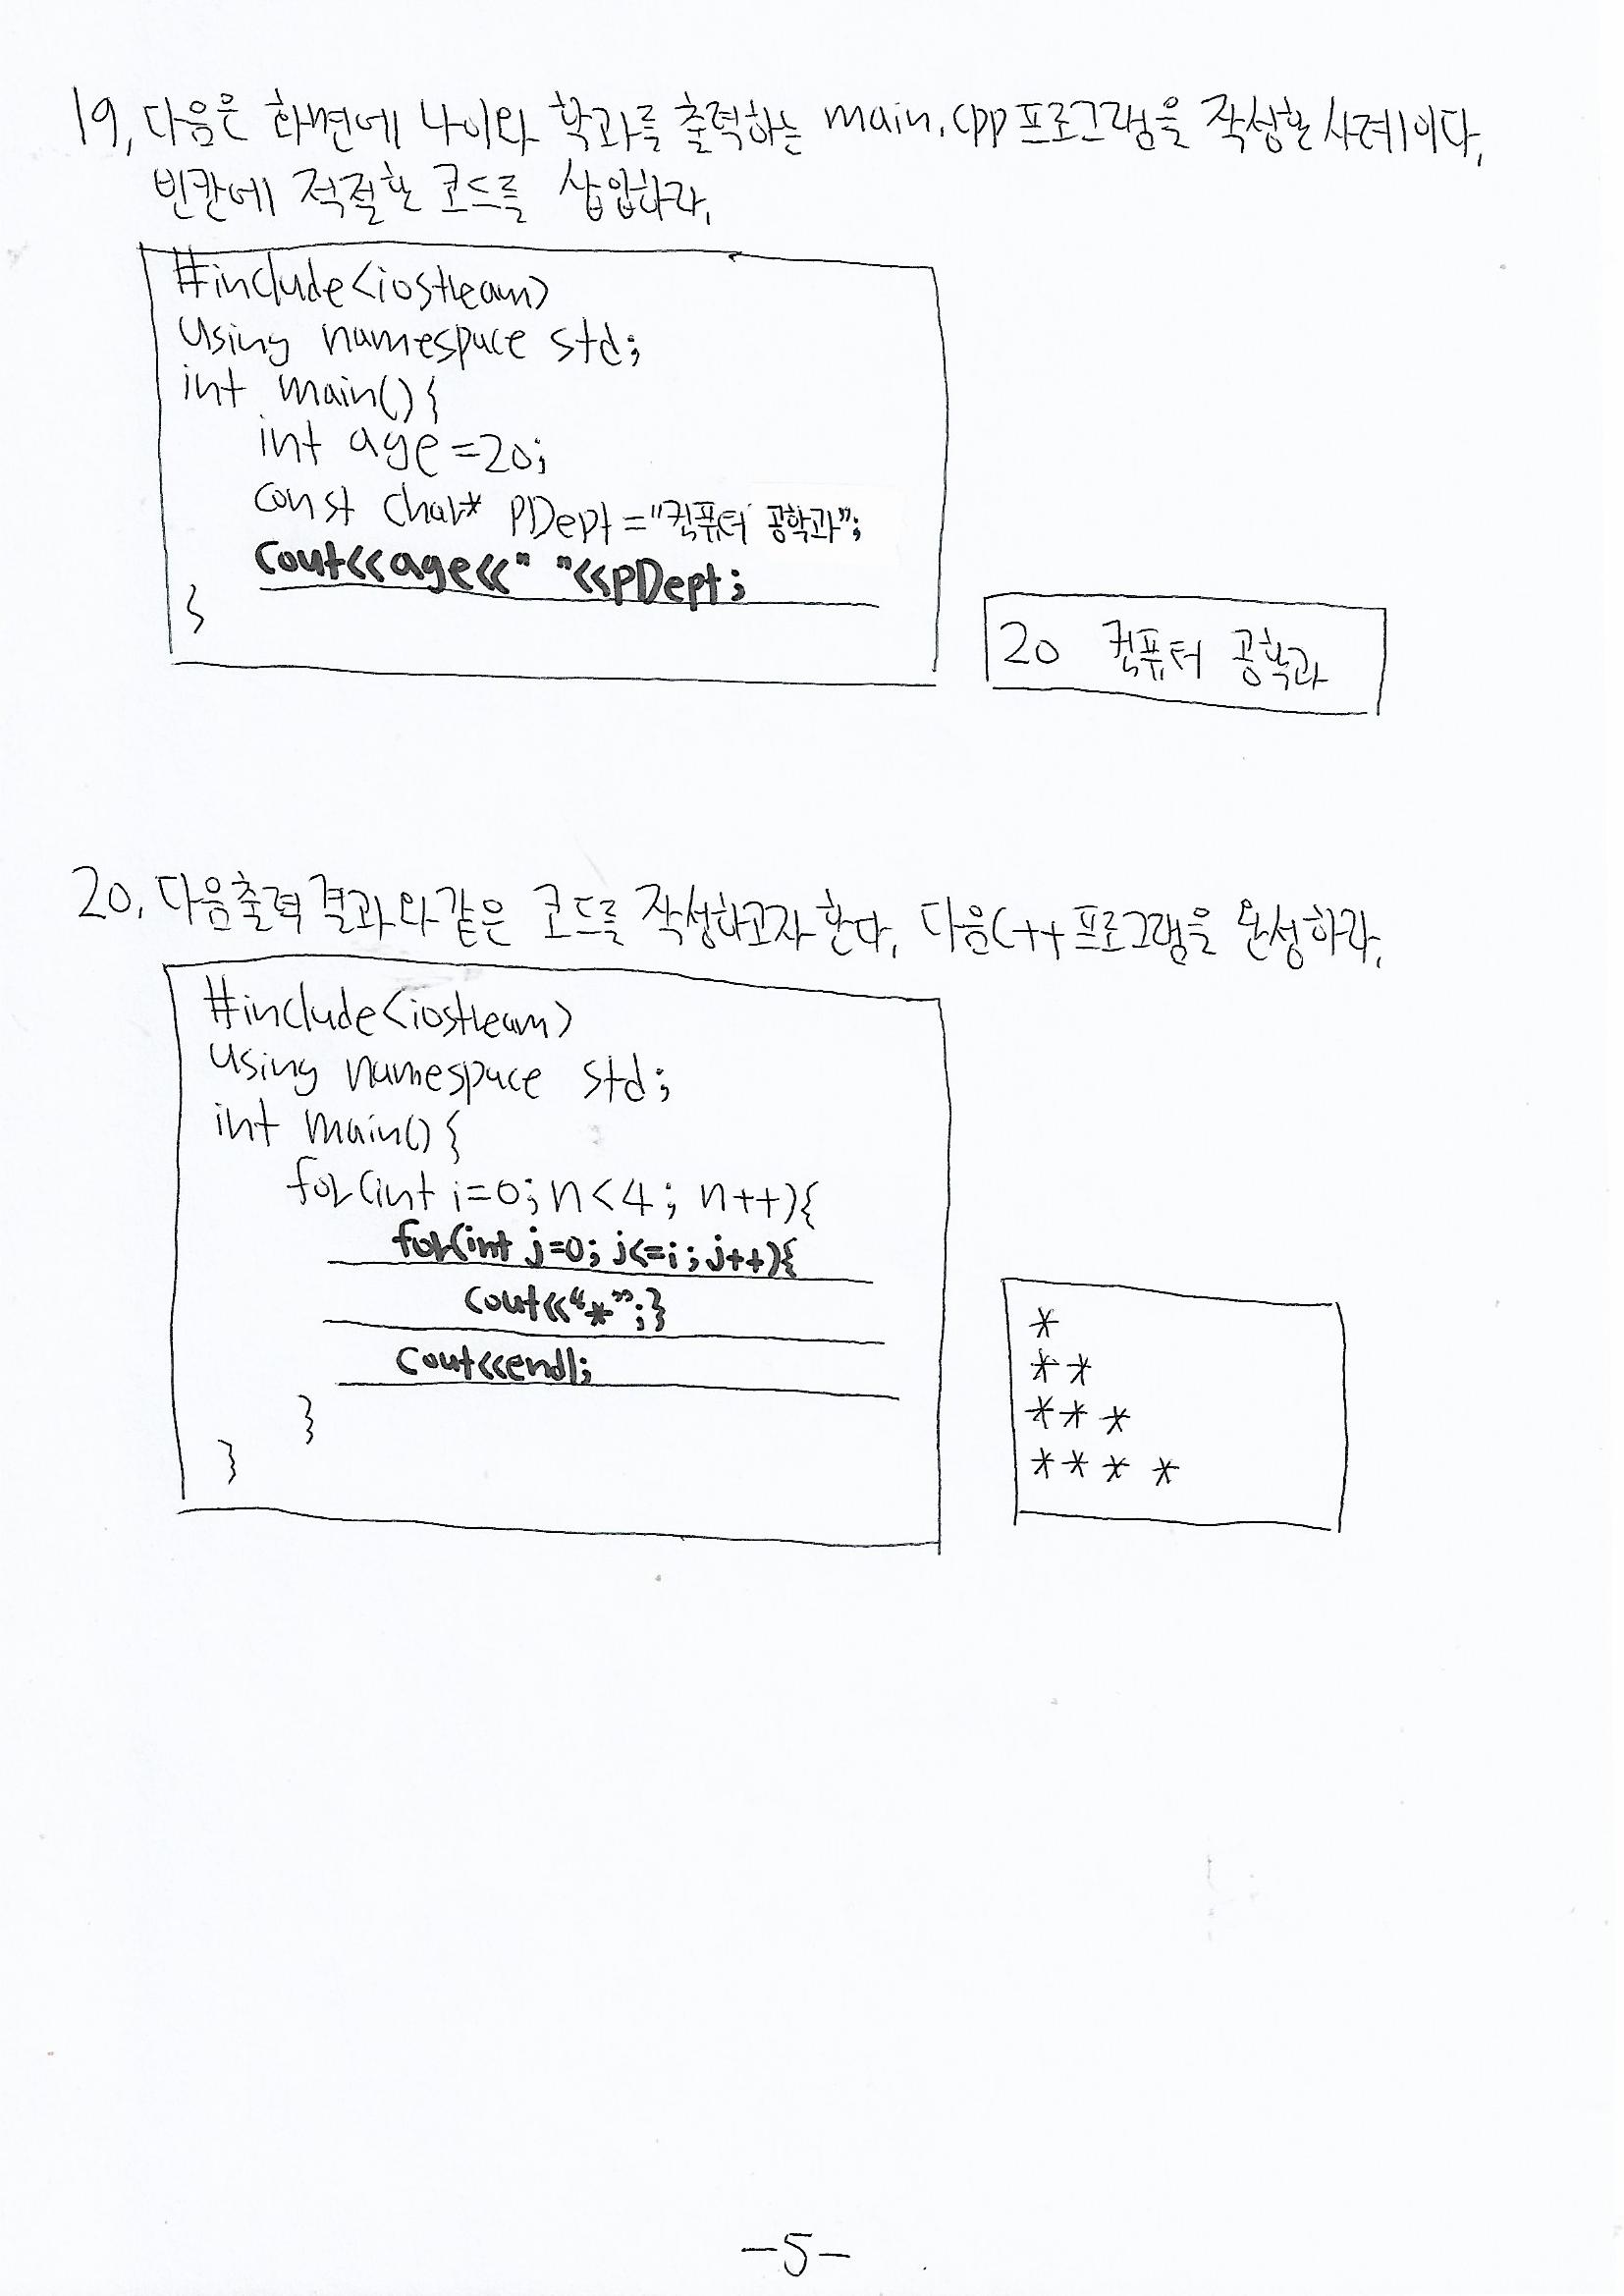 19. 다음은 화면에 나이와 학과를 출력하는 main.cpp 프로그램을 작성한 사례이다.
빈칸에 적절한 코드를 삽입하라.
#include<iostream>
using namespace std;
int main(){
int age=20;
const char* pDept="컴퓨터 공학과";
cout<<age<<" "<<pDept;
}
20 컴퓨터 공학과
20. 다음출력 결과와 같은 코드를 작성하고자 한다. 다음C++ 프로그램을 완성하라.
#include<iostream>
using namespace std;
int main(){
for(int i=0; n<4; n++){
for(int j=0; j<=i; j++){
cout<<"*";}
cout<<endl;
}
}
*
**
***
****
-5-